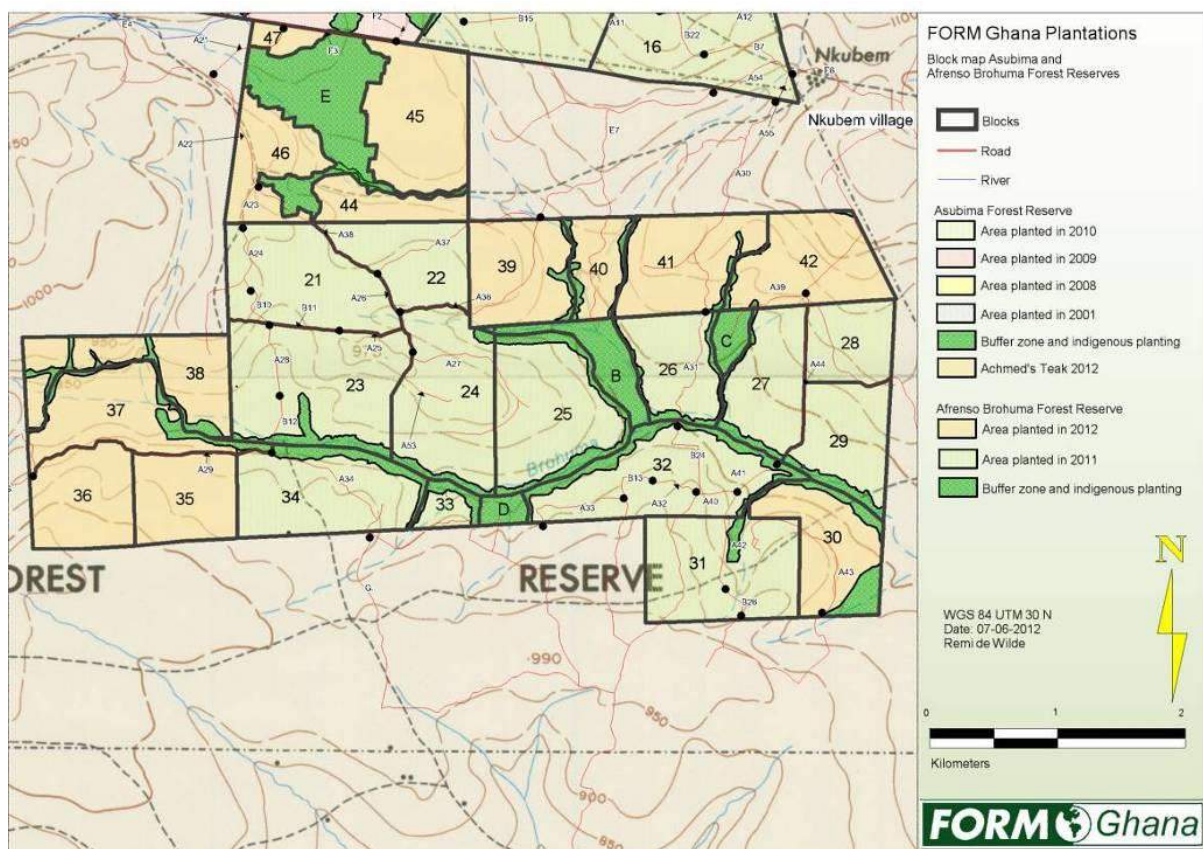 FORM Ghana Plantations
Block map Asubima and
Afrenso Brohuma Forest Reserves
Blocks
Road
River
Asubima Forest Reserve
Area planted in 2010
Area planted in 2009
Area planted in 2008
Area planted in 2001
Buffer zone and indigenous planting
Achmed's Teak 2012
Afrenso Brohuma Forest Reserve
Area planted in 2012
Area planted in 2011
Buffer zone and indigenous planting
N
WGS 84 UTM 30 N
Date: 07-06-2012
Remi de Wilde
0 1 2
Kilometers
FORM Ghana
E4
A21
47
F3
F2
B15
A11
A12
16
B22
B7
1100
Nkubem
E6
A54
Nkubem village
A55
E
45
E7
A22
46
A30
A23
44
A38
A37
A24
21
22
39
40
41
42
1000
A26
A36
A39
B10
B11
A25
A28
23
A27
24
25
B
26
A31
C
27
A44
28
38
950
37
B12
A53
29
Brohuma
A29
36
35
34
A34
33
D
32
B13
B24
A41
A33
A32
A40
31
A42
30
A43
B26
OREST
RESERVE
G
990
950
900
850